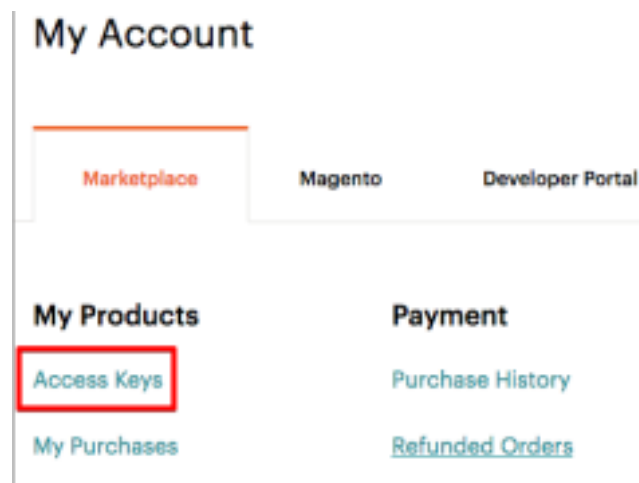 My Account
Marketplace Magento Developer Portal
My Products Payment
Access Keys Purchase History
My Purchases Refunded Orders